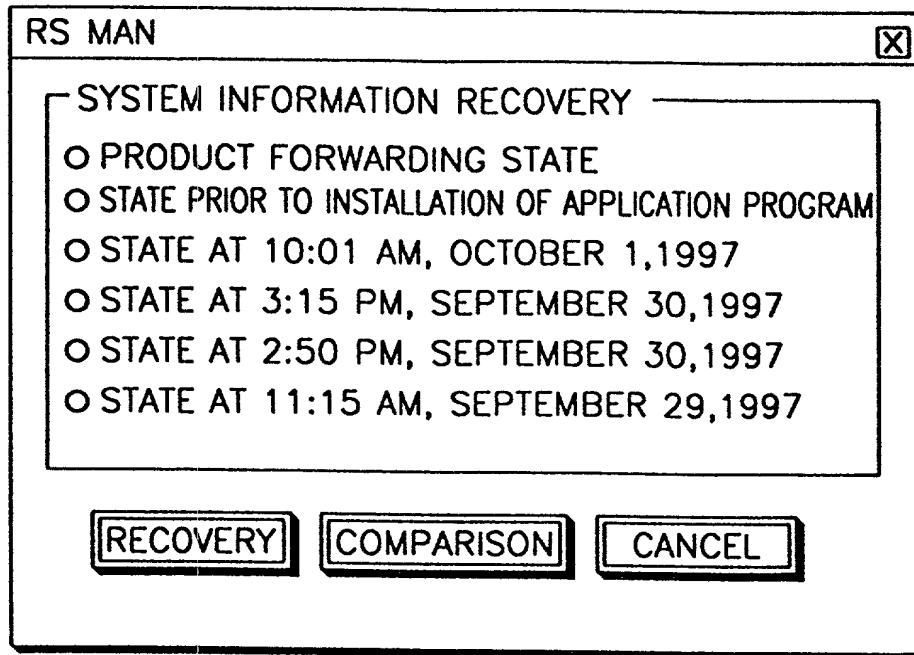 RS MAN
X
SYSTEM INFORMATION RECOVERY
PRODUCT FORWARDING STATE
STATE PRIOR TO INSTALLATION OF APPLICATION PROGRAM
STATE AT 10:01 AM, OCTOBER 1,1997
STATE AT 3:15 PM, SEPTEMBER 30,1997
STATE AT 2:50 PM, SEPTEMBER 30,1997
STATE AT 11:15 AM, SEPTEMBER 29,1997
RECOVERY COMPARISON CANCEL